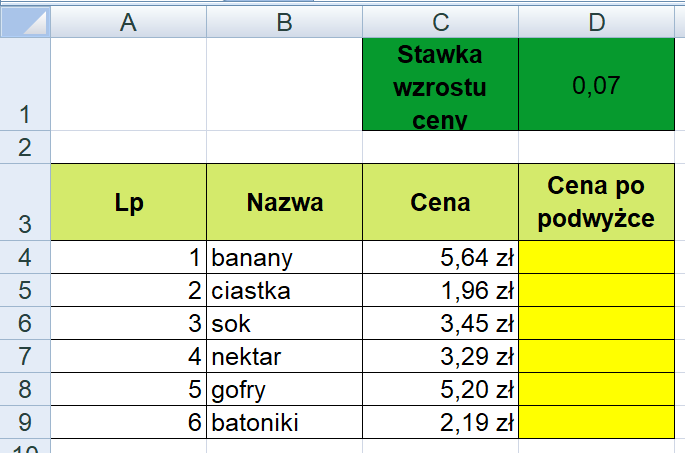 A B C D
1 Stawka wzrostu ceny 0,07
2
3 Lp Nazwa Cena Cena po podwyżce
4 1 banany 5,64 zł
5 2 ciastka 1,96 zł
6 3 sok 3,45 zł
7 4 nektar 3,29 zł
8 5 gofry 5,20 zł
9 6 batoniki 2,19 zł
10